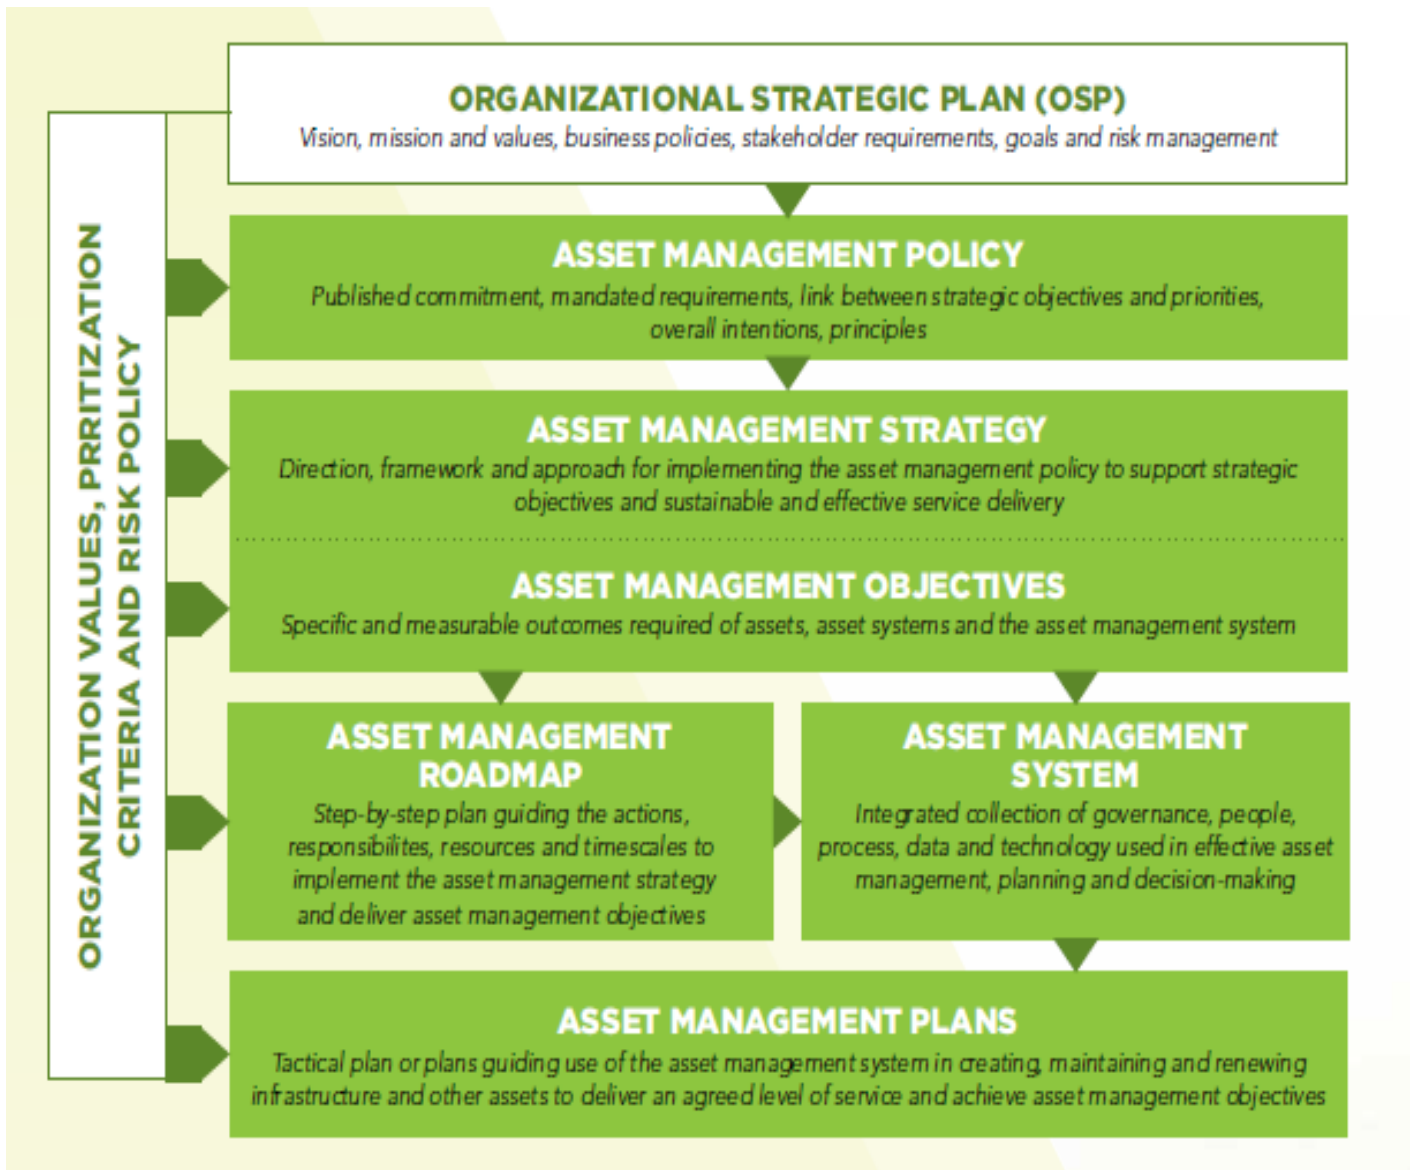 ORGANIZATIONAL STRATEGIC PLAN (OSP)
Vision, mission and values, business policies, stakeholder requirements, goals and risk management
ORGANIZATION VALUES, PRRITIZATION
CRITERIA AND RISK POLICY
ASSET MANAGEMENT POLICY
Published commitment, mandated requirements, link between strategic objectives and priorities,
overall intentions, principles
ASSET MANAGEMENT STRATEGY
Direction, framework and approach for implementing the asset management policy to support strategic
objectives and sustainable and effective service delivery
ASSET MANAGEMENT OBJECTIVES
Specific and measurable outcomes required of assets, asset systems and the asset management system
ASSET MANAGEMENT
ROADMAP
Step-by-step plan guiding the actions,
responsibilites, resources and timescales to
implement the asset management strategy
and deliver asset management objectives
ASSET MANAGEMENT
SYSTEM
Integrated collection of governance, people,
process, data and technology used in effective asset
management, planning and decision-making
ASSET MANAGEMENT PLANS
Tactical plan or plans guiding use of the asset management system in creating, maintaining and renewing
infrastructure and other assets to deliver an agreed level of service and achieve asset management objectives